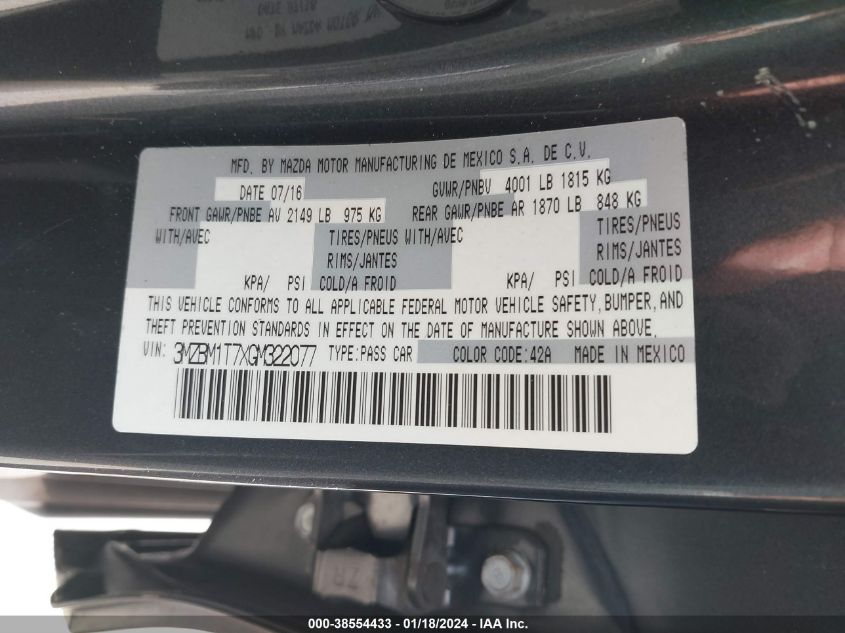 MFD. BY MAZDA MOTOR MANUFACTURING DE MEXICO S.A. DE C.V.
DATE 07/16 GVWR/PNBV 4001 LB 1815 KG
FRONT GAWR/PNBE AV 2149 LB 975 KG REAR GAWR/PNBE AR 1870 LB 848 KG
WITH/AVEC TIRES/PNEUS WITH/AVEC TIRES/PNEUS
RIMS/JANTES RIMS/JANTES
KPA/ PSI COLD/A FROID KPA/ PSI COLD/A FROID
THIS VEHICLE CONFORMS TO ALL APPLICABLE FEDERAL MOTOR VEHICLE SAFETY, BUMPER, AND
THEFT PREVENTION STANDARDS IN EFFECT ON THE DATE OF MANUFACTURE SHOWN ABOVE.
VIN: 3MZBM1T7XGM322077 TYPE:PASS CAR COLOR CODE:42A MADE IN MEXICO
ZR
000-38554433 - 01/18/2024 - IAA Inc.